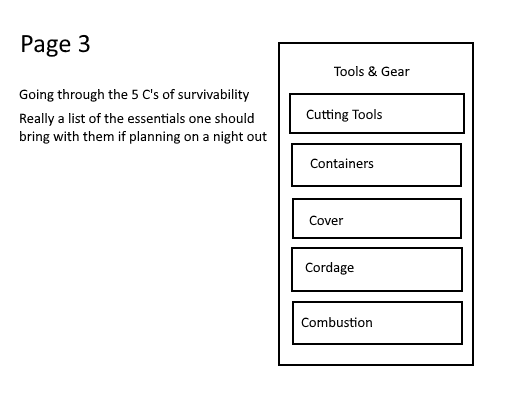 Page 3
Going through the 5 C's of survivability
Really a list of the essentials one should
bring with them if planning on a night out
Tools & Gear
Cutting Tools
Containers
Cover
Cordage
Combustion